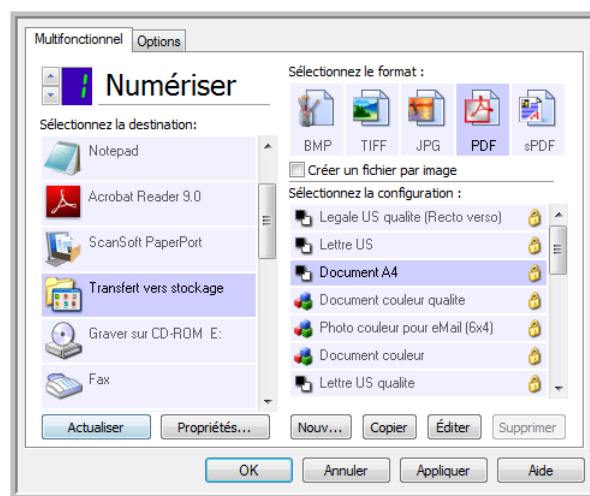 Multifonctionnel
Options
1
Numériser
Sélectionnez la destination:
Notepad
Acrobat Reader 9.0
ScanSoft PaperPort
Transfert vers stockage
Graver sur CD-ROM E:
Fax
Actualiser
Propriétés...
Sélectionnez le format :
BMP
TIFF
JPG
PDF
sPDF
Créer un fichier par image
Sélectionnez la configuration :
Legale US qualite (Recto verso)
Lettre US
Document A4
Document couleur qualite
Photo couleur pour eMail (6x4)
Document couleur
Lettre US qualite
Nouv...
Copier
Éditer
Supprimer
OK
Annuler
Appliquer
Aide